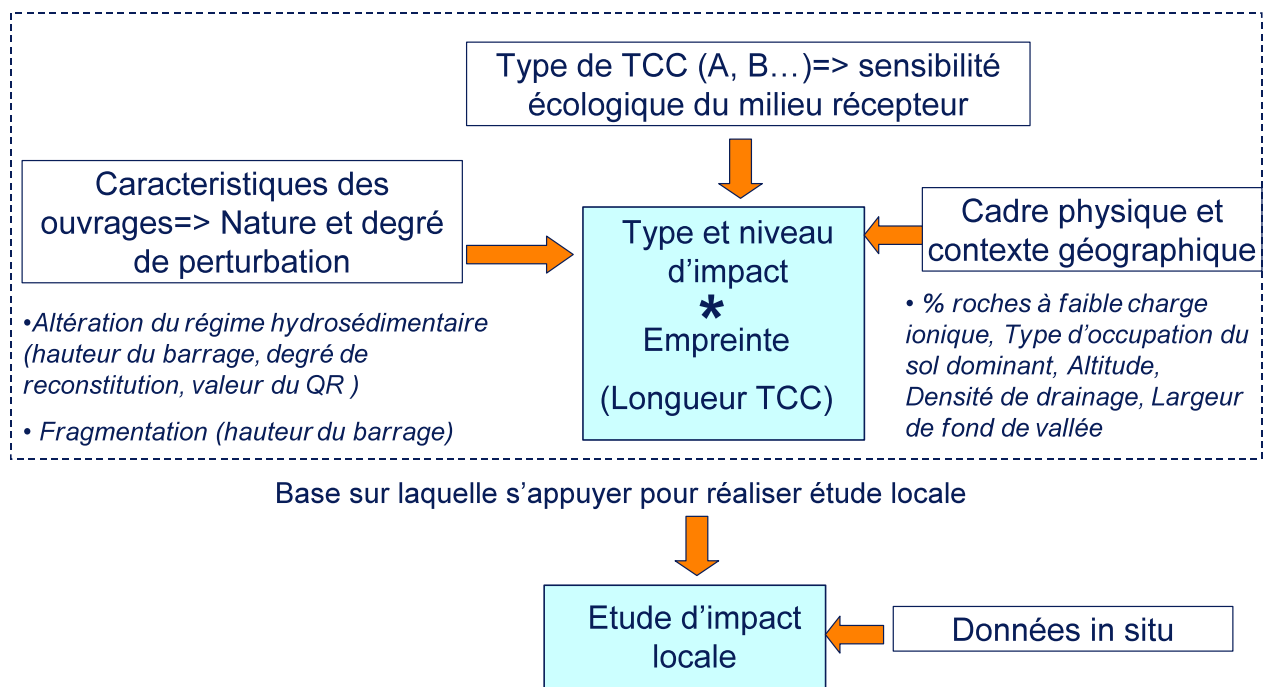 Type de TCC (A, B…)=> sensibilité
écologique du milieu récepteur
Caracteristiques des
ouvrages=> Nature et degré
de perturbation
•Altération du régime hydrosédimentaire
(hauteur du barrage, degré de
reconstitution, valeur du QR )
• Fragmentation (hauteur du barrage)
Type et niveau
d’impact
*
Empreinte
(Longueur TCC)
Cadre physique et
contexte géographique
• % roches à faible charge
ionique, Type d’occupation du
sol dominant, Altitude,
Densité de drainage, Largeur
de fond de vallée
Base sur laquelle s’appuyer pour réaliser étude locale
Etude d’impact
locale
Données in situ